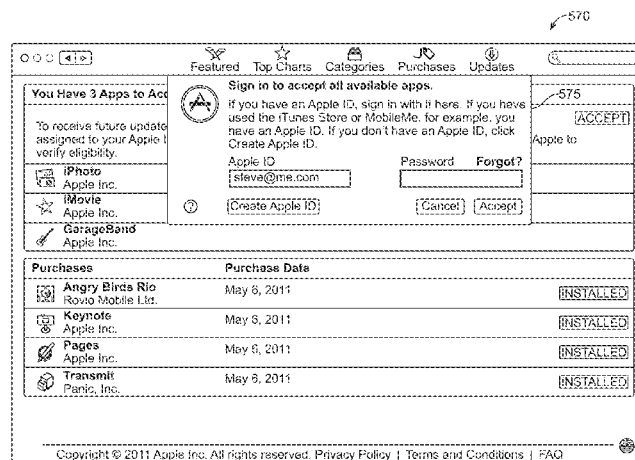 570
Featured Top Charts Categories Purchases Updates
You Have 3 Apps to Acc
Sign in to accept all available apps.
575
If you have an Apple ID, sign in with it here. If you have
used the iTunes Store or MobileMe, for example, you
have an Apple ID. If you don't have an Apple ID, click
Create Apple ID.
To receive future update
assigned to your Apple I
verify eligibility.
ACCEPT
Apple to
Apple ID Password Forgot?
steve@me.com
Create Apple ID Cancel Accept
iPhoto
Apple Inc.
iMovie
Apple Inc.
GarageBand
Apple Inc.
Purchases Purchase Date
Angry Birds Rio May 6, 2011 INSTALLED
Rovio Mobile Ltd.
Keynote May 6, 2011 INSTALLED
Apple Inc.
Pages May 6, 2011 INSTALLED
Apple Inc.
Transmit May 6, 2011 INSTALLED
Panic, Inc.
Copyright © 2011 Apple Inc. All rights reserved. Privacy Policy | Terms and Conditions | FAQ